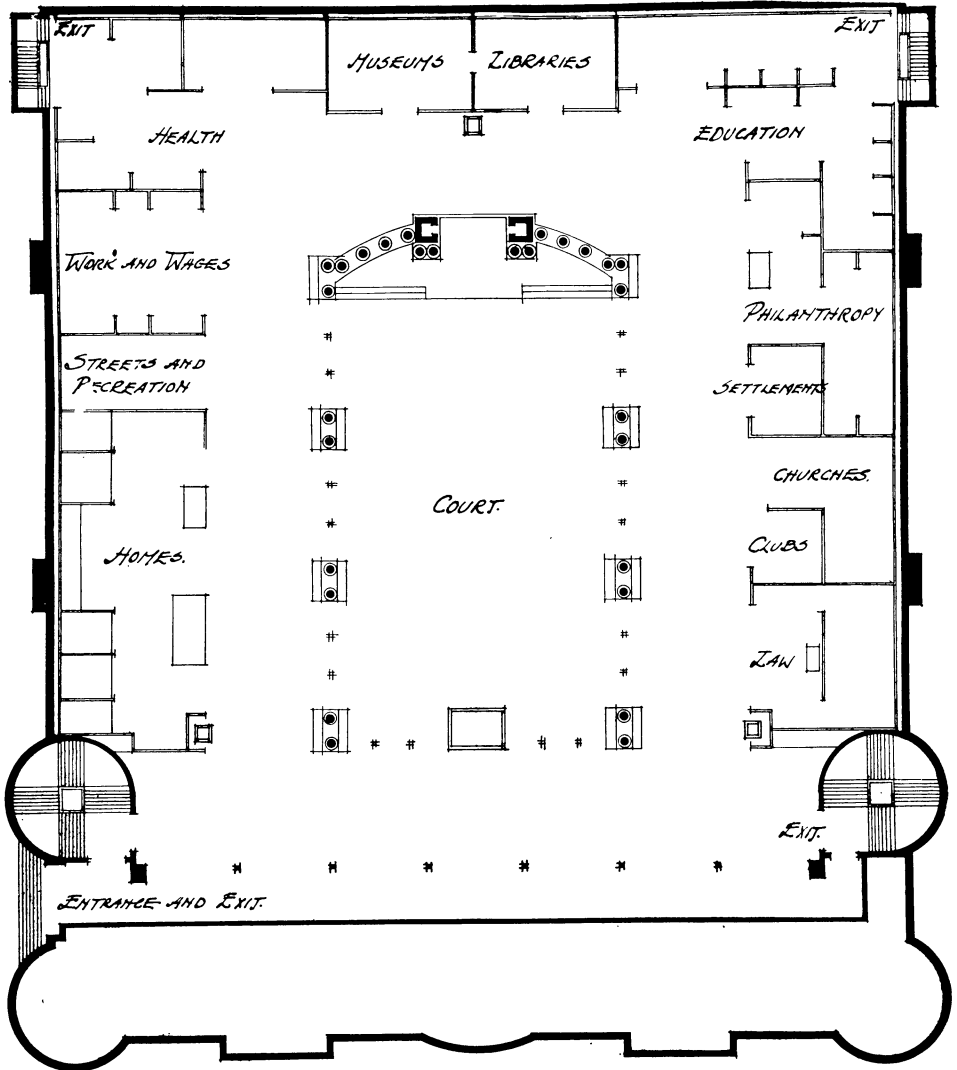 EXIT
EXIT
MUSEUMS
LIBRARIES
HEALTH
EDUCATION
WORK AND WAGES
PHILANTHROPY
STREETS AND
RECREATION
SETTLEMENTS
CHURCHES.
COURT.
CLUBS
HOMES.
LAW
EXIT.
ENTRANCE AND EXIT.